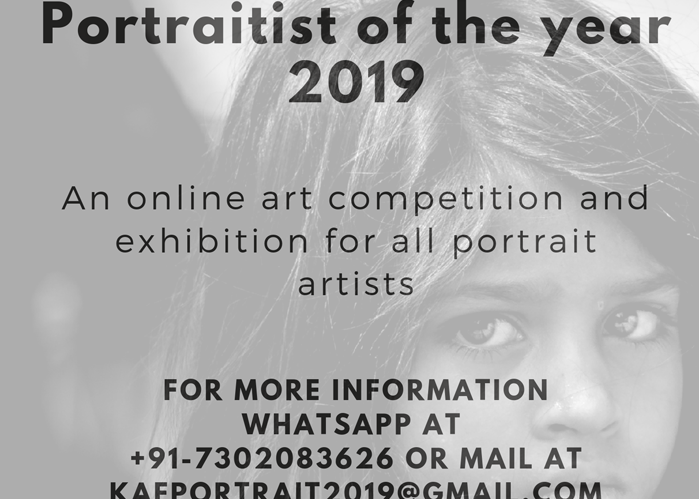 Portraitist of the year
2019
An online art competition and
exhibition for all portrait
artists
FOR MORE INFORMATION
WHATSAPP AT
+91-7302083626 OR MAIL AT
KAFPORTRAIT2019@GMAIL.COM